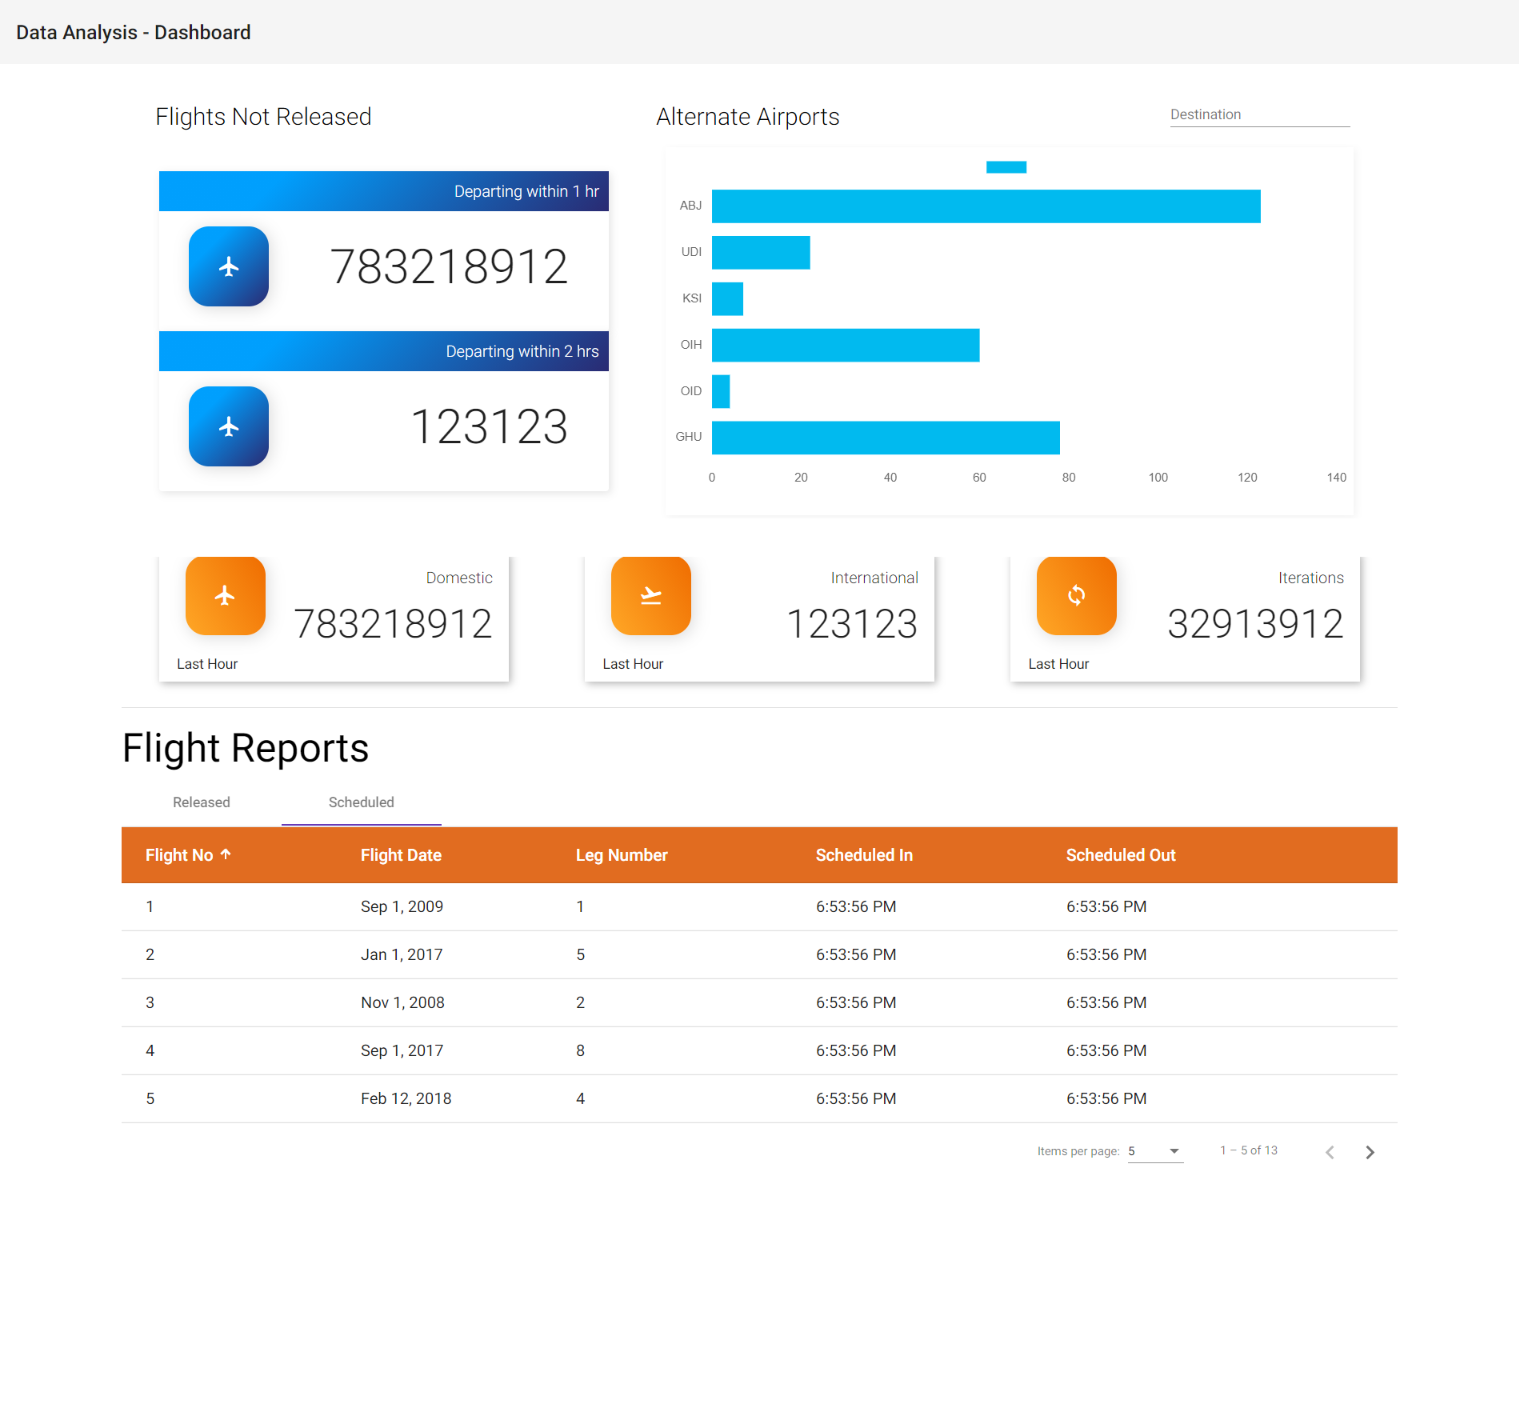 Data Analysis - Dashboard
Flights Not Released
Departing within 1 hr
783218912
Departing within 2 hrs
123123
Alternate Airports
Destination
ABJ
UDI
KSI
OIH
OID
GHU
0 20 40 60 80 100 120 140
Domestic
783218912
Last Hour
International
123123
Last Hour
Iterations
32913912
Last Hour
Flight Reports
Released Scheduled
Flight No Flight Date Leg Number Scheduled In Scheduled Out
1 Sep 1, 2009 1 6:53:56 PM 6:53:56 PM
2 Jan 1, 2017 5 6:53:56 PM 6:53:56 PM
3 Nov 1, 2008 2 6:53:56 PM 6:53:56 PM
4 Sep 1, 2017 8 6:53:56 PM 6:53:56 PM
5 Feb 12, 2018 4 6:53:56 PM 6:53:56 PM
Items per page: 5 1 – 5 of 13